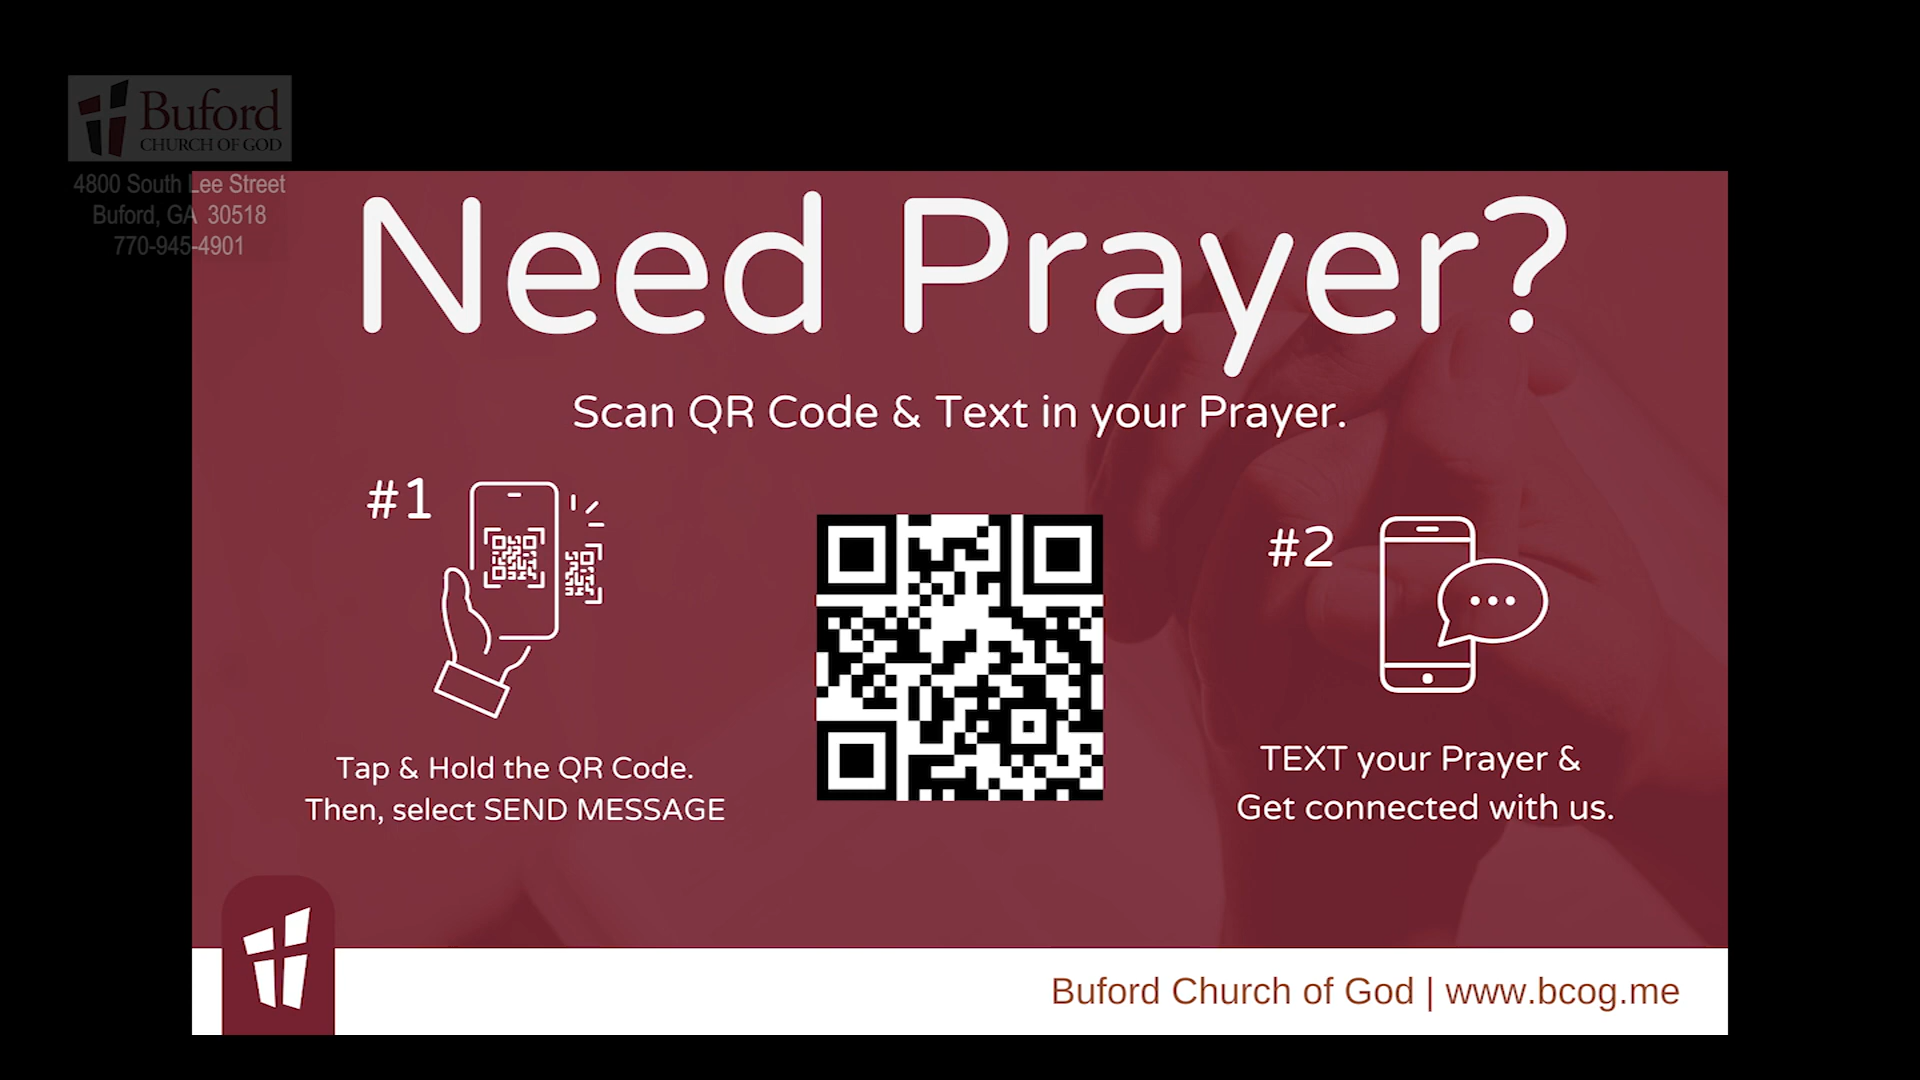 Buford
CHURCH OF GOD
4800 South Lee Street
Buford, GA 30518
770-945-4901
Need Prayer?
Scan QR Code & Text in your Prayer.
#1
Tap & Hold the QR Code.
Then, select SEND MESSAGE
#2
TEXT your Prayer &
Get connected with us.
Buford Church of God | www.bcog.me